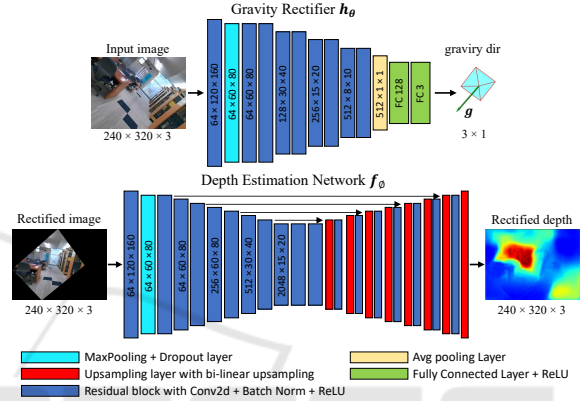 Gravity Rectifier hθ
Input image
240 × 320 × 3
64 × 120 × 160
64 × 60 × 80
64 × 60 × 80
128 × 30 × 40
256 × 15 × 20
512 × 8 × 10
512 × 1 × 1
FC 128
FC 3
graviry dir
g
3 × 1
Depth Estimation Network f∅
Rectified image
240 × 320 × 3
64 × 120 × 160
64 × 60 × 80
64 × 60 × 80
256 × 60 × 80
512 × 30 × 40
2048 × 15 × 20
Rectified depth
240 × 320 × 3
MaxPooling + Dropout layer
Avg pooling Layer
Upsampling layer with bi-linear upsampling
Fully Connected Layer + ReLU
Residual block with Conv2d + Batch Norm + ReLU